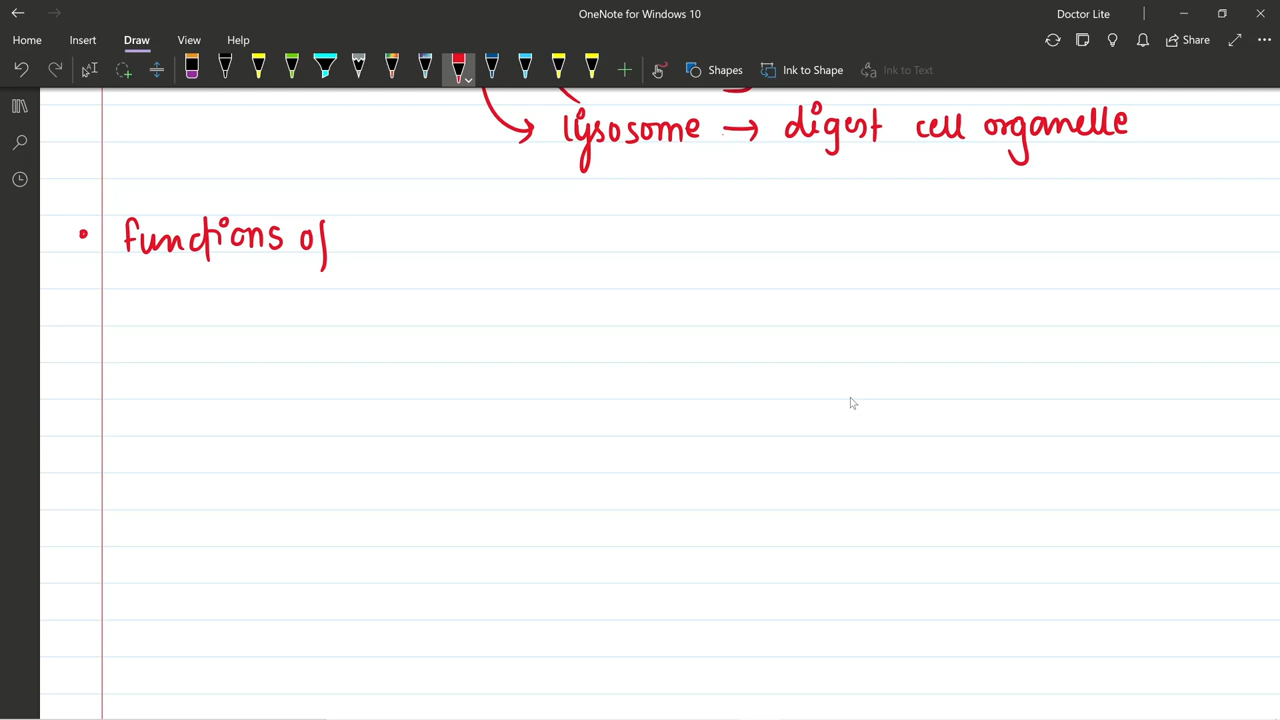 OneNote for Windows 10
Doctor Lite
Home Insert Draw View Help
Share
Shapes Ink to Shape Ink to Text
lysosome → digest cell organelle
• functions of